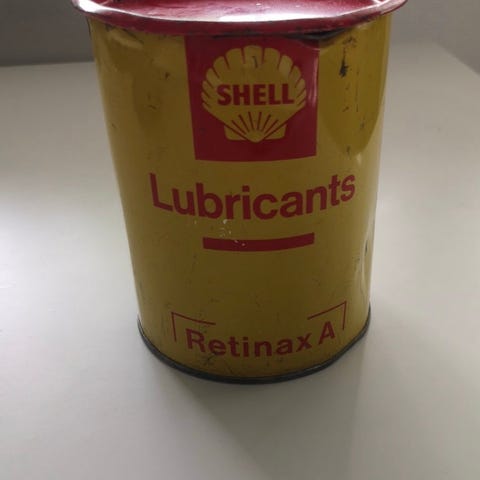 SHELL
Lubricants
Retinax A